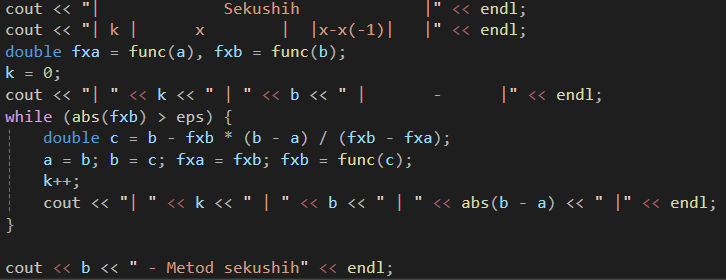 cout << "|              Sekushih              |" << endl;
cout << "| k |      x        |  |x-x(-1)|   |" << endl;
double fxa = func(a), fxb = func(b);
k = 0;
cout << "| " << k << " | " << b << " |       -      |" << endl;
while (abs(fxb) > eps) {
    double c = b - fxb * (b - a) / (fxb - fxa);
    a = b; b = c; fxa = fxb; fxb = func(c);
    k++;
    cout << "| " << k << " | " << b << " | " << abs(b - a) << " |" << endl;
}
cout << b << " - Metod sekushih" << endl;